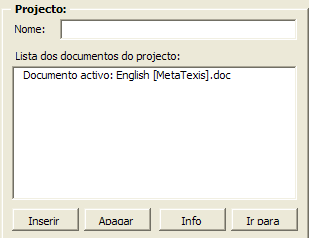 Projecto:
Nome:
Lista dos documentos do projecto:
Documento activo: English [MetaTexis].doc
Inserir Apagar Info Ir para